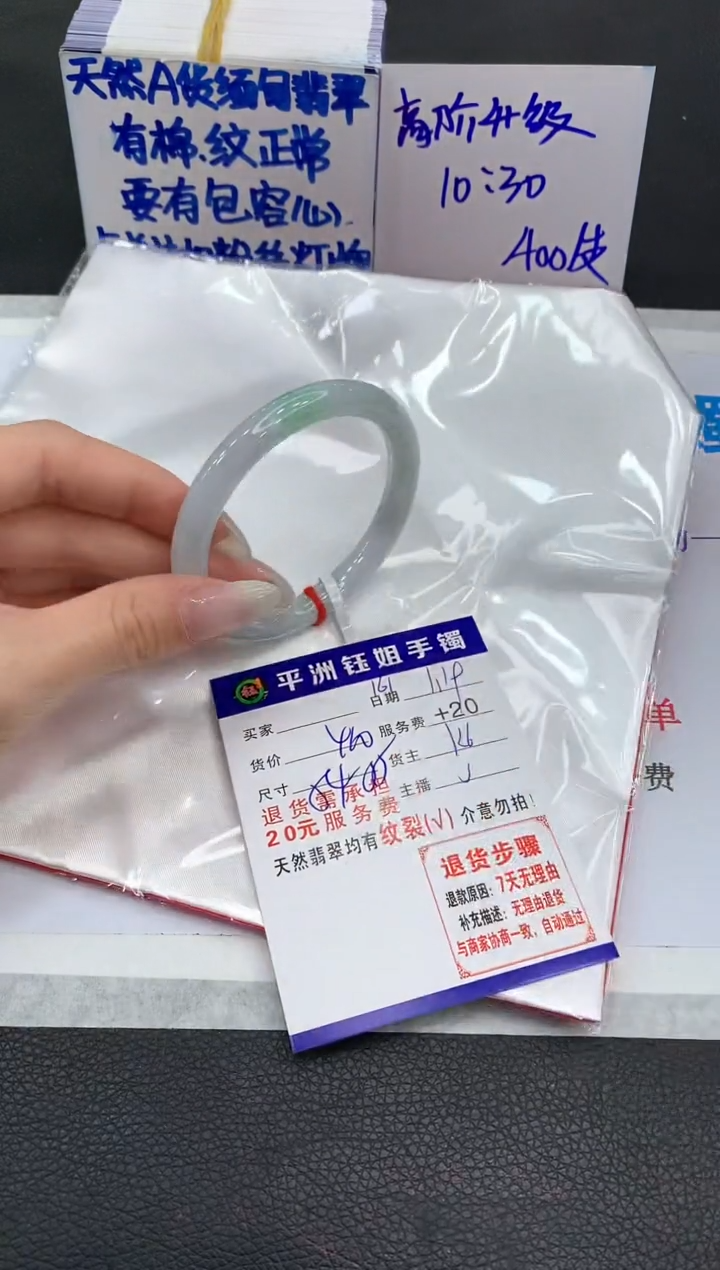 天然A货缅甸翡翠
有棉、纹正常
要有包容心
高阶升级
10:30
400
平洲钰姐手镯
161
买家
日期
货价
服务费 +20
尺寸
货主
主播
退货需承担
20元服务费
天然翡翠均有纹裂(√)介意勿拍!
退货步骤
退款原因:7天无理由
补充描述:无理由退货
与商家协商一致,自动通过
单
费